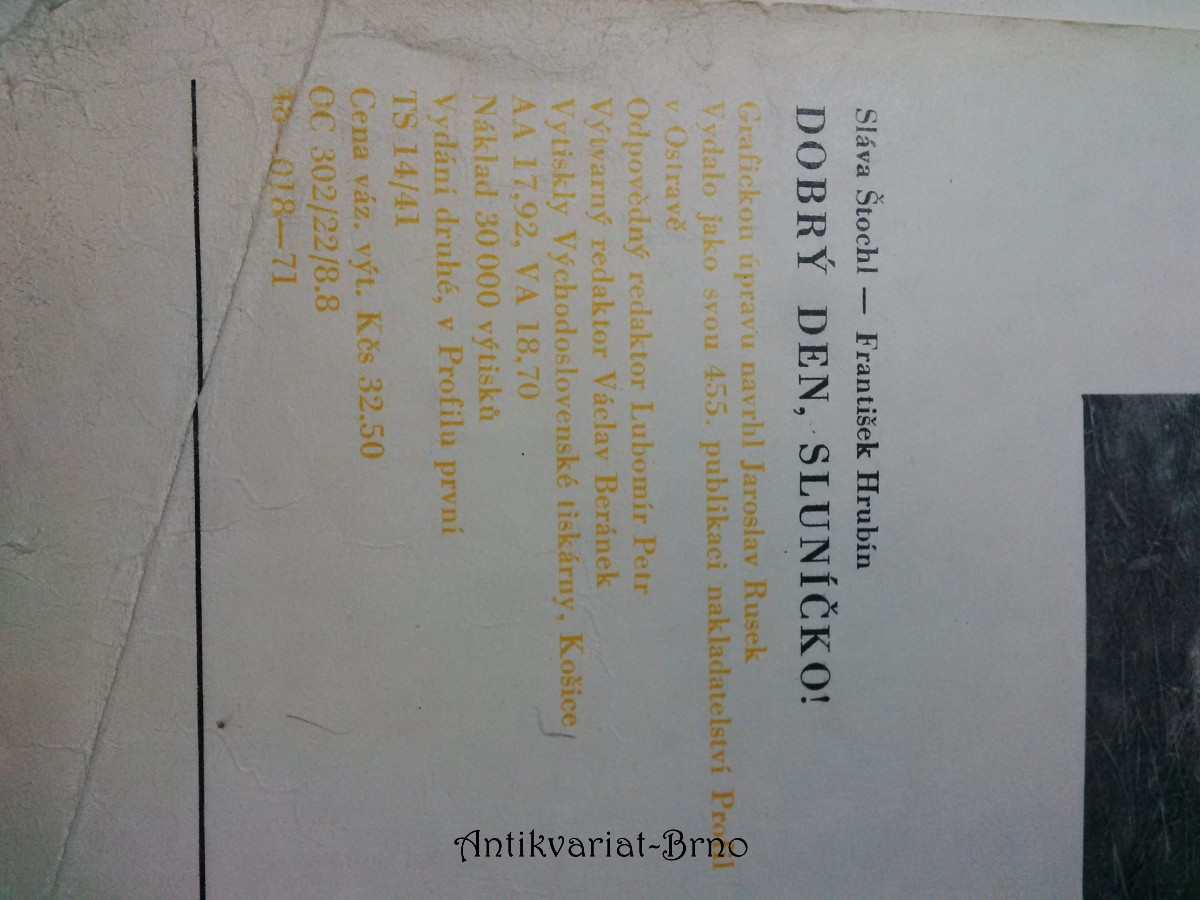 Sláva Štochl — František Hrubín
DOBRÝ DEN, SLUNÍČKO!
Grafickou úpravu navrhl Jaroslav Rusek
Vydalo jako svou 455. publikaci nakladatelství Profil
v Ostravě
Odpovědný redaktor Lubomír Petr
Výtvarný redaktor Václav Beránek
Vytiskly Východoslovenské tiskárny, Košice
AA 17,92, VA 18,70
Náklad 30 000 výtisků
Vydání druhé, v Profilu první
TS 14/41
Cena váz. výt. Kčs 32,50
OC 302/22/8.8
48—018—71
Antikvariat-Brno